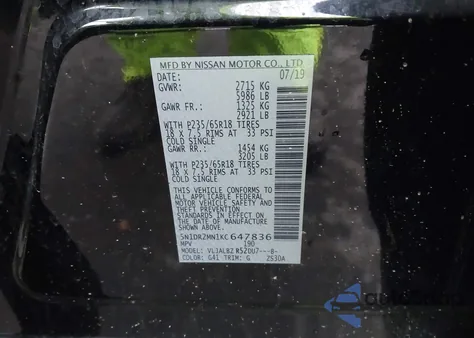 MFD BY NISSAN MOTOR CO., LTD
DATE: 07/19
GVWR: 2715 KG
5986 LB
GAWR FR.: 1325 KG
2921 LB
WITH P235/65R18 TIRES
18 X 7.5 RIMS AT 33 PSI
COLD SINGLE
GAWR RR.: 1454 KG
3205 LB
WITH P235/65R18 TIRES
18 X 7.5 RIMS AT 33 PSI
COLD SINGLE
THIS VEHICLE CONFORMS TO
ALL APPLICABLE FEDERAL
MOTOR VEHICLE SAFETY
STANDARDS IN EFFECT ON
THE DATE OF MANUFACTURE
SHOWN ABOVE.
5N1DR2MN1KC647836
MPV 190
MODEL: R52UU7---B-
COLOR: G41 TRIM: G